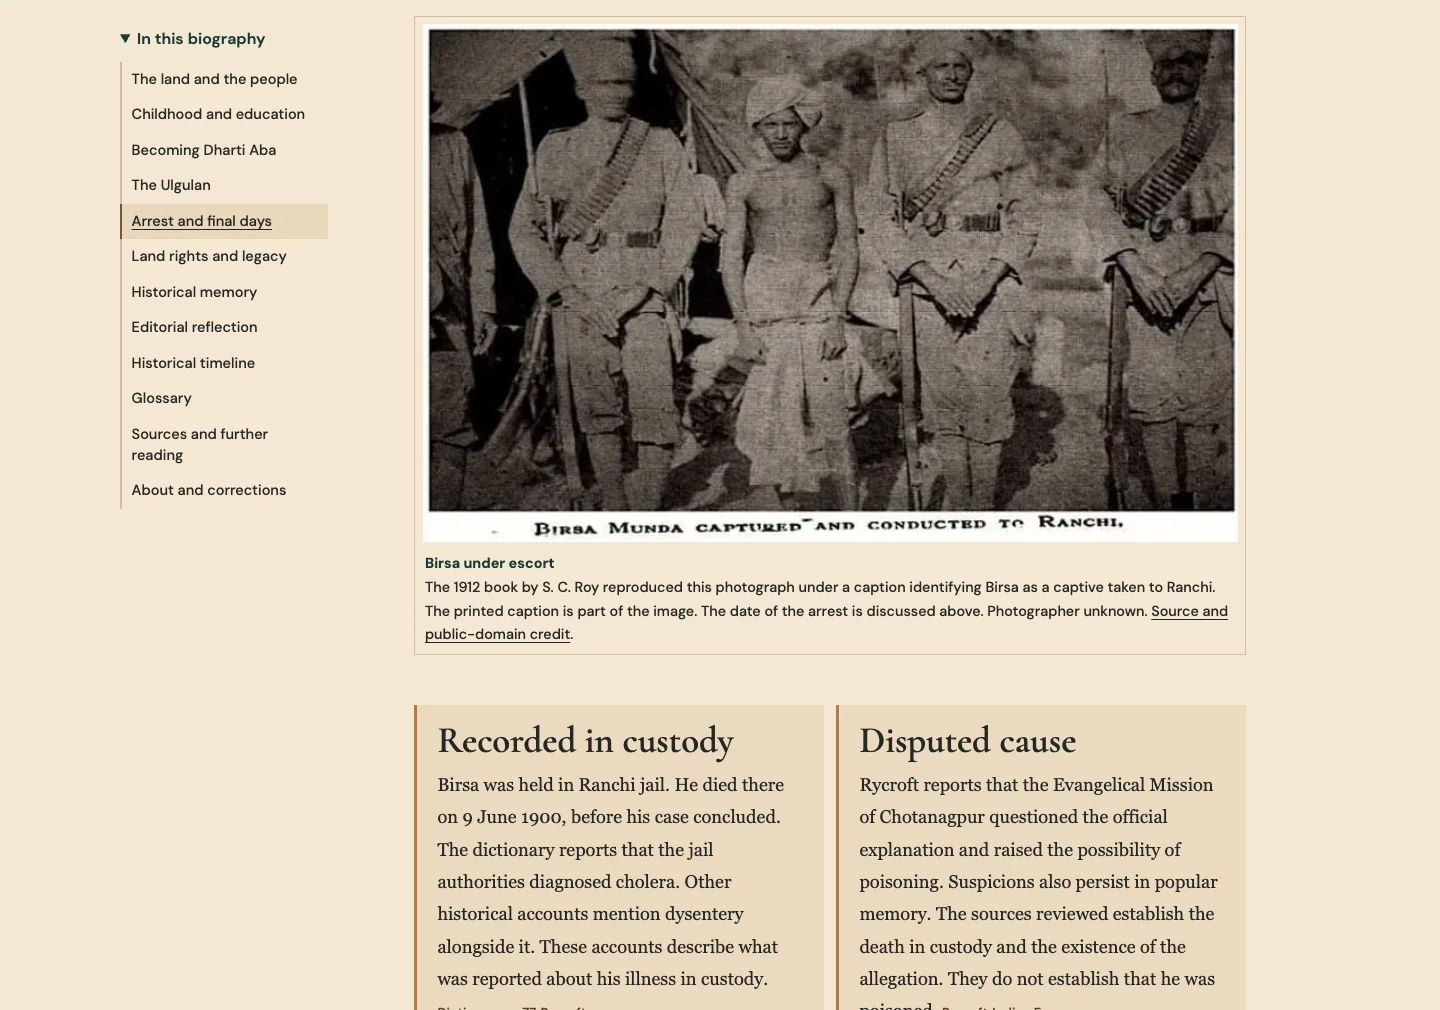 ▼ In this biography
The land and the people
Childhood and education
Becoming Dharti Aba
The Ulgulan
Arrest and final days
Land rights and legacy
Historical memory
Editorial reflection
Historical timeline
Glossary
Sources and further
reading
About and corrections
BIRSA MUNDA CAPTURED AND CONDUCTED TO RANCHI.
Birsa under escort
The 1912 book by S. C. Roy reproduced this photograph under a caption identifying Birsa as a captive taken to Ranchi.
The printed caption is part of the image. The date of the arrest is discussed above. Photographer unknown. Source and
public-domain credit.
Recorded in custody
Birsa was held in Ranchi jail. He died there
on 9 June 1900, before his case concluded.
The dictionary reports that the jail
authorities diagnosed cholera. Other
historical accounts mention dysentery
alongside it. These accounts describe what
was reported about his illness in custody.
Disputed cause
Rycroft reports that the Evangelical Mission
of Chotanagpur questioned the official
explanation and raised the possibility of
poisoning. Suspicions also persist in popular
memory. The sources reviewed establish the
death in custody and the existence of the
allegation. They do not establish that he was